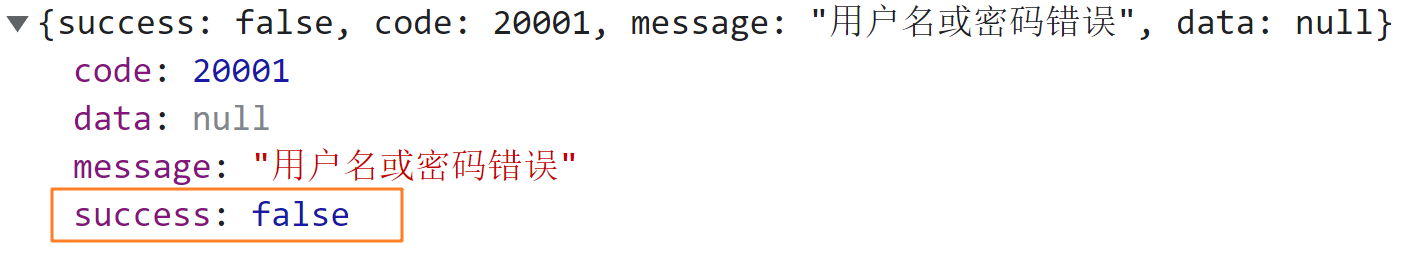 {success: false, code: 20001, message: "用户名或密码错误", data: null}
code: 20001
data: null
message: "用户名或密码错误"
success: false